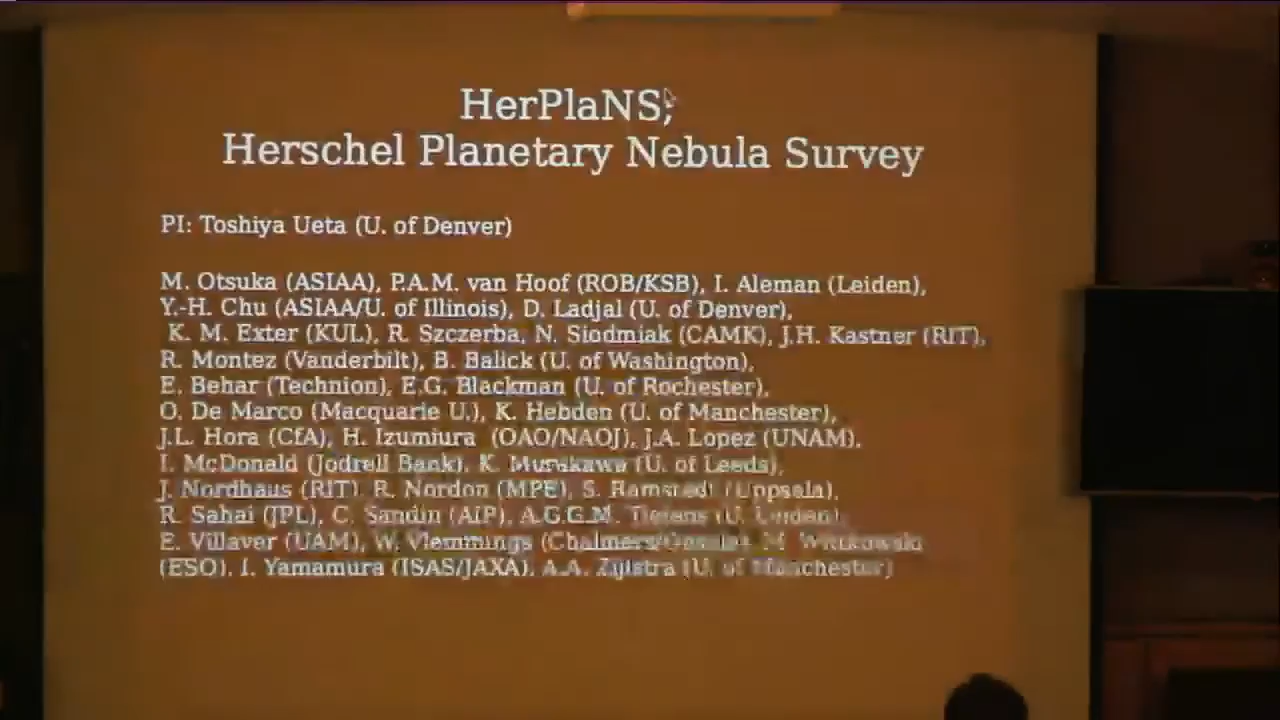 HerPlaNS;
Herschel Planetary Nebula Survey
PI: Toshiya Ueta (U. of Denver)
M. Otsuka (ASIAA), P.A.M. van Hoof (ROB/KSB), I. Aleman (Leiden),
Y.-H. Chu (ASIAA/U. of Illinois), D. Ladjal (U. of Denver),
K. M. Exter (KUL), R. Szczerba, N. Siodmiak (CAMK), J.H. Kastner (RIT),
R. Montez (Vanderbilt), B. Balick (U. of Washington),
E. Behar (Technion), E.G. Blackman (U. of Rochester),
O. De Marco (Macquarie U.), K. Hebden (U. of Manchester),
J.L. Hora (CfA), H. Izumiura (OAO/NAOJ), J.A. Lopez (UNAM),
I. McDonald (Jodrell Bank), K. Murakawa (U. of Leeds),
J. Nordhaus (RIT), R. Nordon (MPE), S. Ramstedt (Uppsala),
R. Sahai (JPL), C. Sandin (AIP), A.G.G.M. (U.
E. Villaver (UAM), W. Vlemmings (Chalmers/ M. Wittkowski
(ESO), I. Yamamura (ISAS/JAXA), A.A. Zijlstra (U. of Manchester)